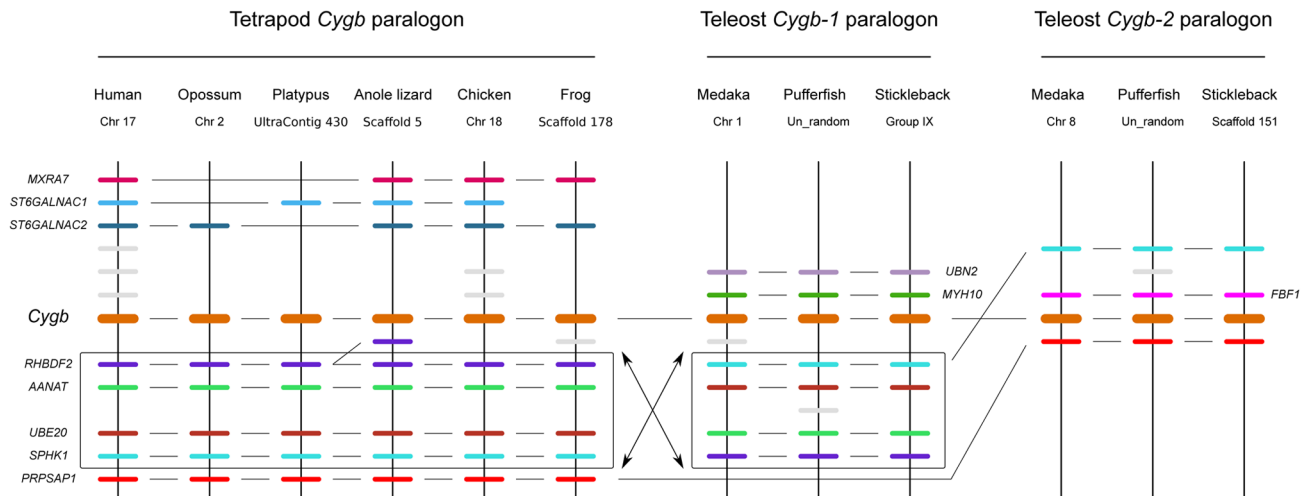 Tetrapod Cygb paralogon Teleost Cygb-1 paralogon Teleost Cygb-2 paralogon
Human Opossum Platypus Anole lizard Chicken Frog Medaka Pufferfish Stickleback Medaka Pufferfish Stickleback
Chr 17 Chr 2 UltraContig 430 Scaffold 5 Chr 18 Scaffold 178 Chr 1 Un_random Group IX Chr 8 Un_random Scaffold 151
MXRA7
ST6GALNAC1
ST6GALNAC2
UBN2
MYH10 FBF1
Cygb
RHBDF2
AANAT
UBE20
SPHK1
PRPSAP1